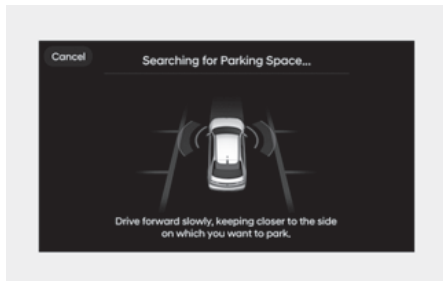 Cancel
Searching for Parking Space...
Drive forward slowly, keeping closer to the side
on which you want to park.